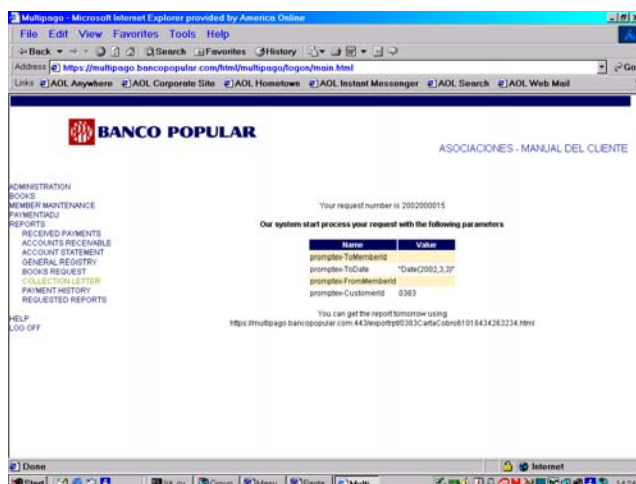 Multipago - Microsoft Internet Explorer provided by America Online
File Edit View Favorites Tools Help
Back Search Favorites History
Address https://multipago.bancopopular.com/html/multipago/logon/main.html Go
Links AOL Anywhere AOL Corporate Site AOL Hometown AOL Instant Messenger AOL Search AOL Web Mail
BANCO POPULAR
ASOCIACIONES - MANUAL DEL CLIENTE
ADMINISTRATION
BOOKS
MEMBER MAINTENANCE
PAYMENT/ADJ
REPORTS
RECEIVED PAYMENTS
ACCOUNTS RECEIVABLE
ACCOUNT STATEMENT
GENERAL REGISTRY
BOOKS REQUEST
COLLECTION LETTER
PAYMENT HISTORY
REQUESTED REPORTS
HELP
LOG OFF
Your request number is 2002000015
Our system start process your request with the following parameters
Name Value
promptex-ToMemberId
promptex-ToDate "Date(2002,3,3)"
promptex-FromMemberId
promptex-CustomerId 0383
You can get the report tomorrow using
https://multipago.bancopopular.com:443/exportrpt/0383CartaCobro61018434263234.html
Done Internet
Start